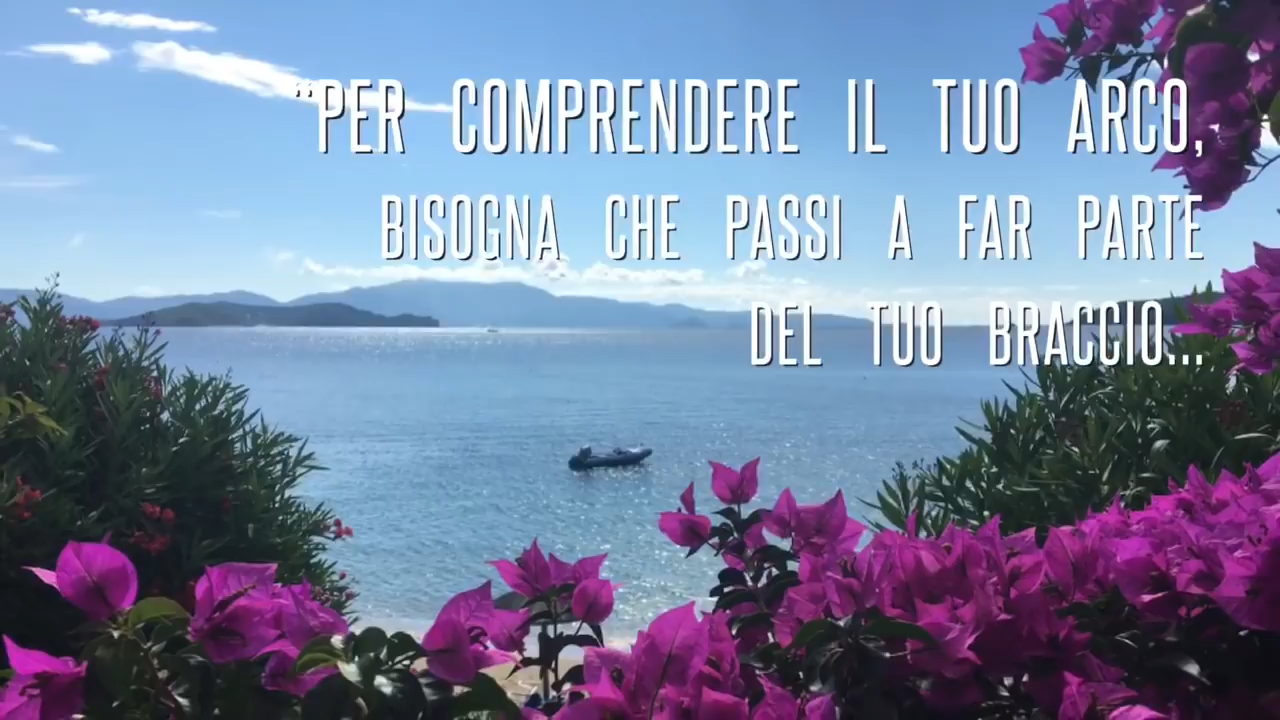 "PER COMPRENDERE IL TUO ARCO,
BISOGNA CHE PASSI A FAR PARTE
DEL TUO BRACCIO...